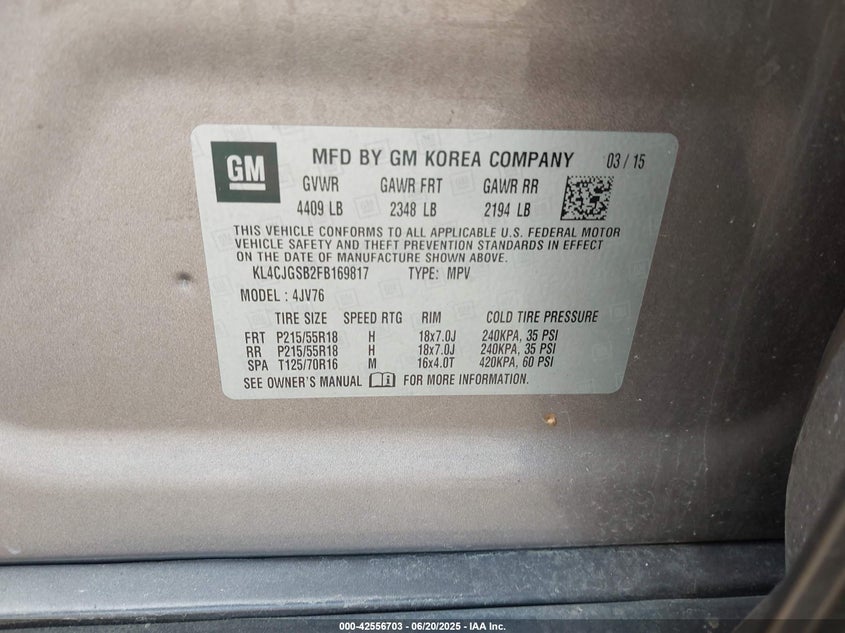 GM
MFD BY GM KOREA COMPANY 03 / 15
GVWR GAWR FRT GAWR RR
4409 LB 2348 LB 2194 LB
THIS VEHICLE CONFORMS TO ALL APPLICABLE U.S. FEDERAL MOTOR
VEHICLE SAFETY AND THEFT PREVENTION STANDARDS IN EFFECT
ON THE DATE OF MANUFACTURE SHOWN ABOVE.
KL4CJGSB2FB169817 TYPE: MPV
MODEL : 4JV76
TIRE SIZE SPEED RTG RIM COLD TIRE PRESSURE
FRT P215/55R18 H 18x7.0J 240KPA, 35 PSI
RR P215/55R18 H 18x7.0J 240KPA, 35 PSI
SPA T125/70R16 M 16x4.0T 420KPA, 60 PSI
SEE OWNER'S MANUAL FOR MORE INFORMATION.
000-42556703 - 06/20/2025 - IAA Inc.